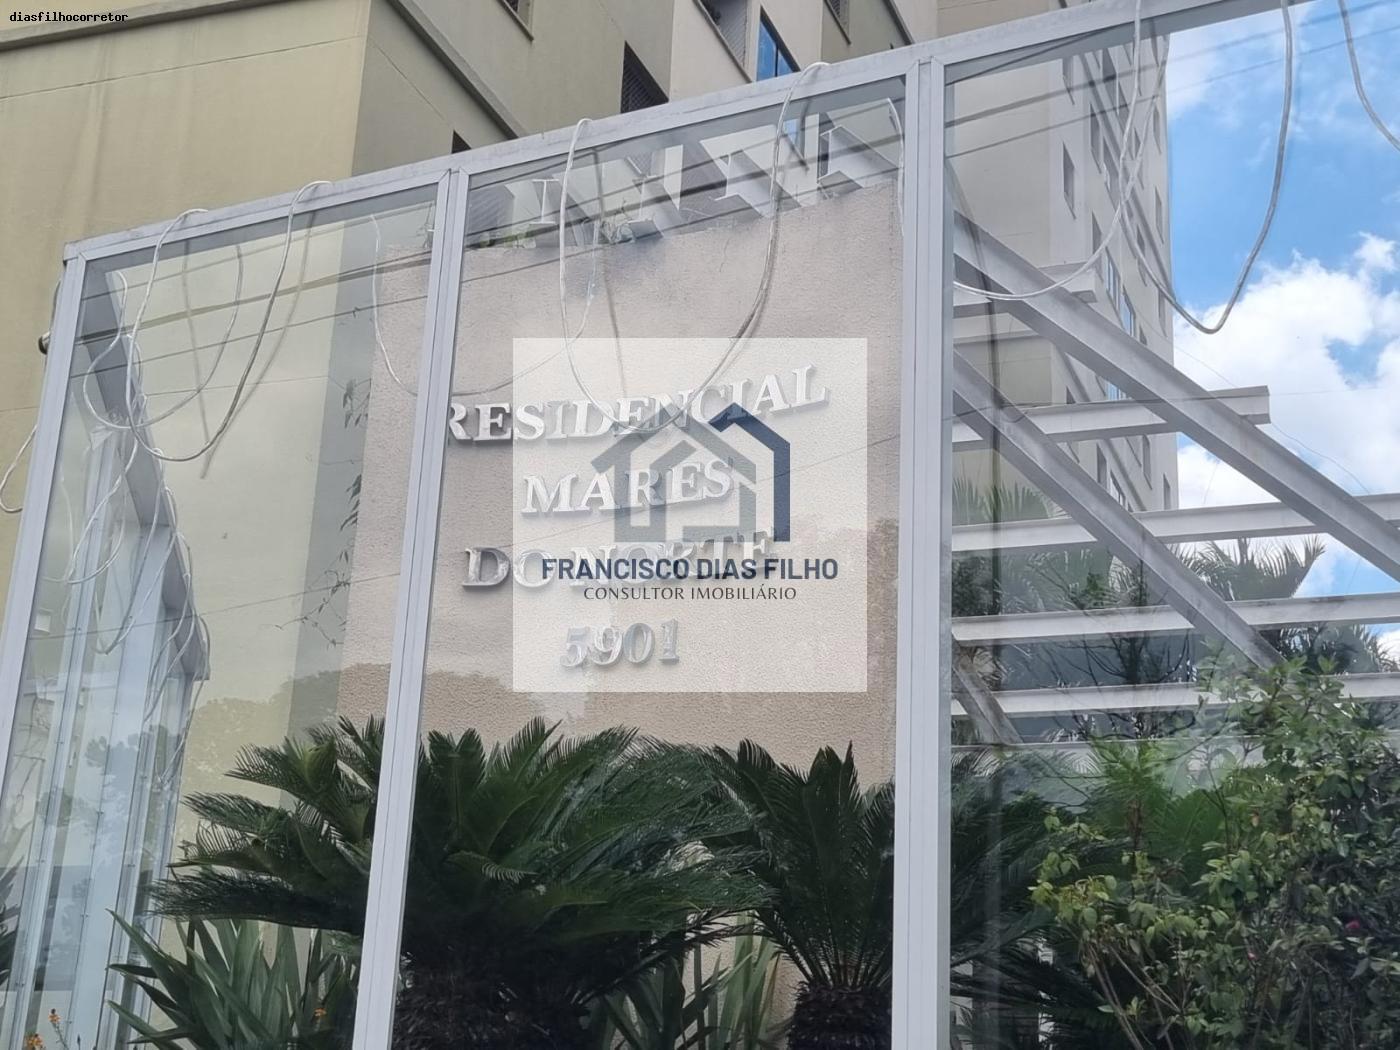 diasfilhocorretor
RESIDENCIAL
MARES
DO NORTE
FRANCISCO DIAS FILHO
CONSULTOR IMOBILIÁRIO
5901